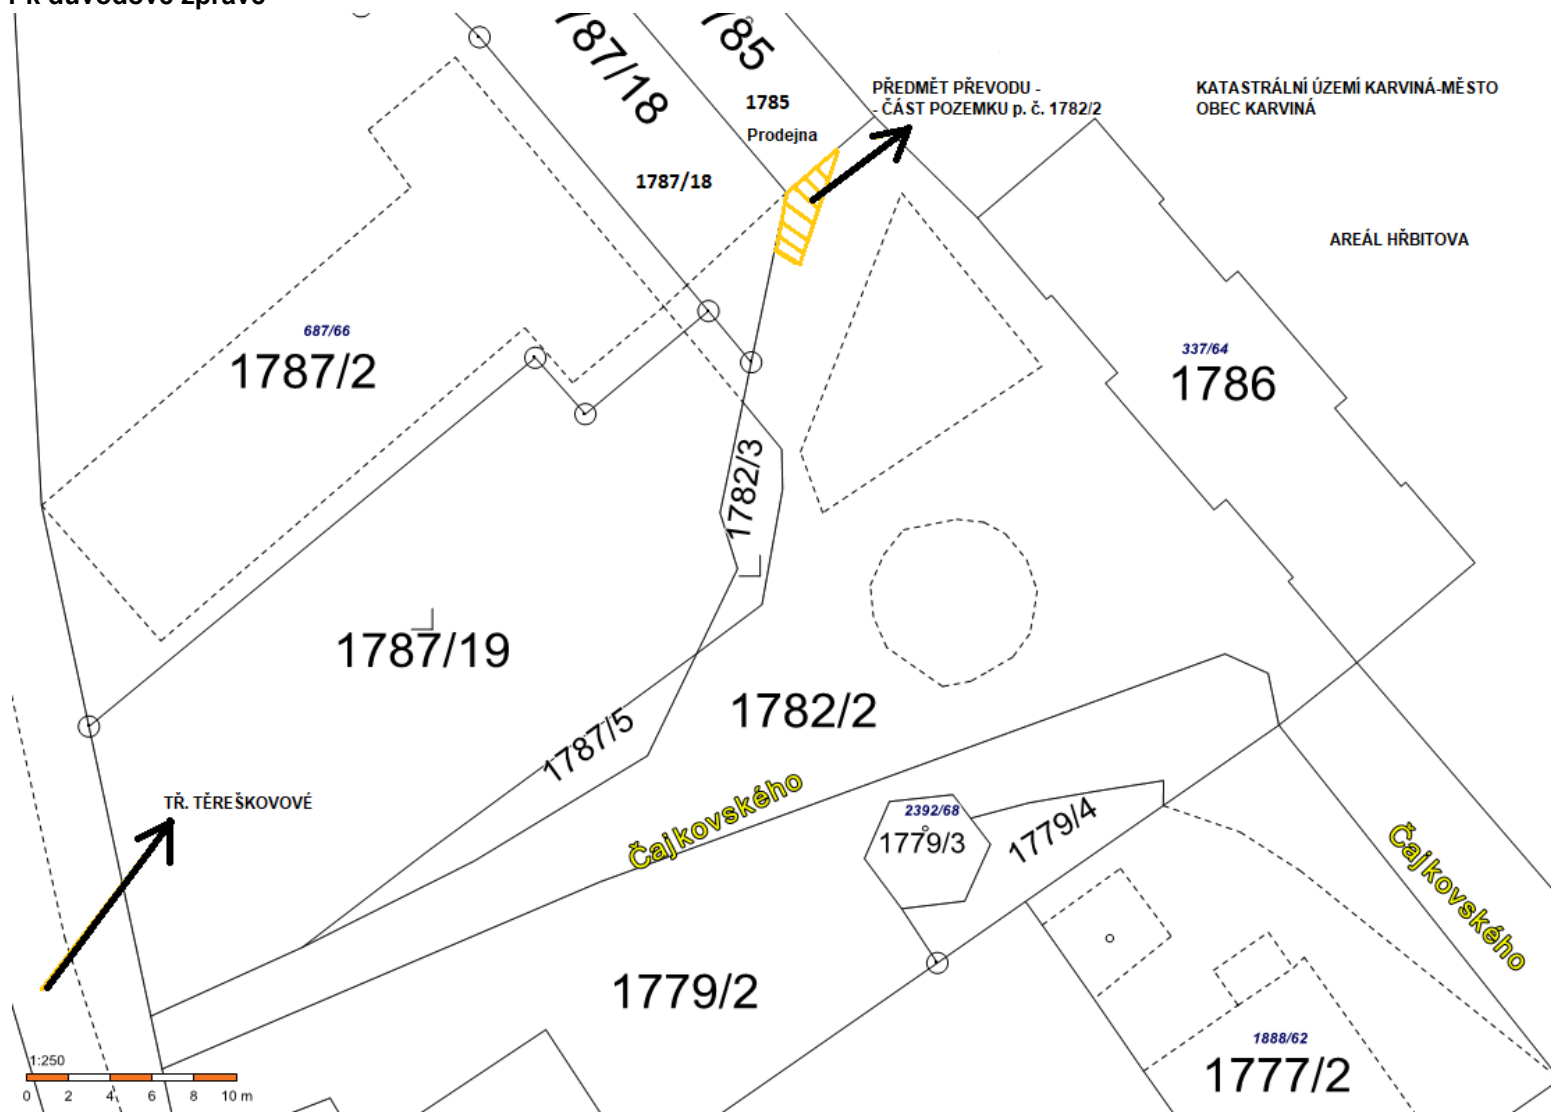 787/18
785
1785
Prodejna
1787/18
PŘEDMĚT PŘEVODU -
- ČÁST POZEMKU p. č. 1782/2
KATASTRÁLNÍ ÚZEMÍ KARVINÁ-MĚSTO
OBEC KARVINÁ
AREÁL HŘBITOVA
687/66
1787/2
337/64
1786
1782/3
1787/19
1787/5
1782/2
Čajkovského
TŘ. TĚREŠKOVOVÉ
2392/68
1779/3
1779/4
Čajkovského
1779/2
1888/62
1777/2
1:250
0 2 4 6 8 10 m